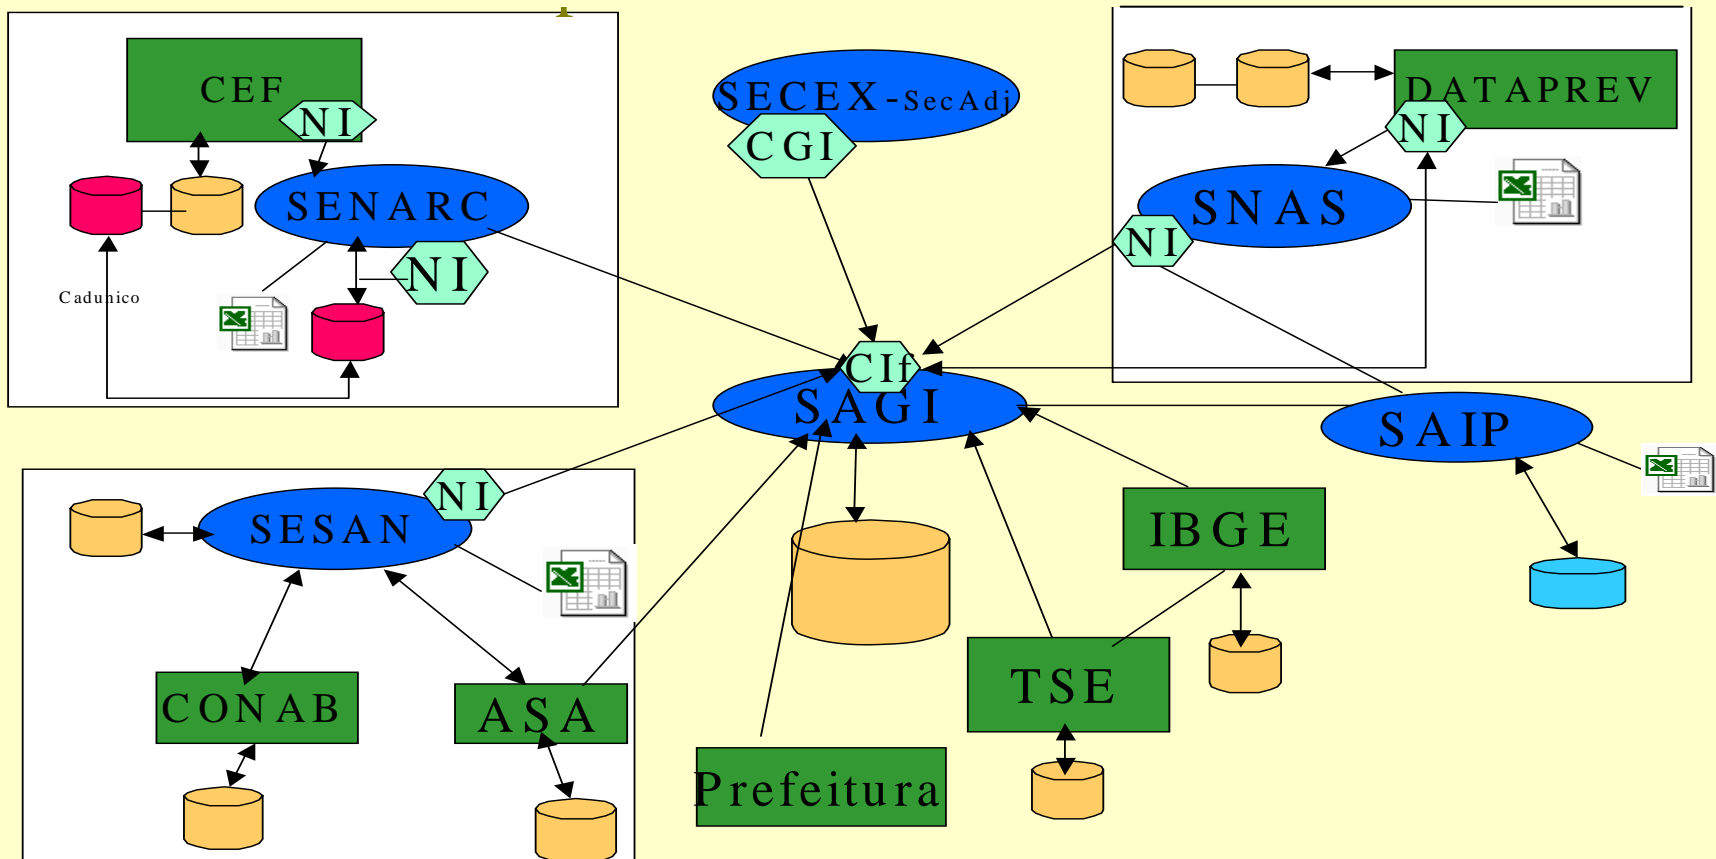 CEF
NI
SENARC
NI
Cadunico
SECEX-SecAdj
CGI
DATAPREV
NI
SNAS
NI
CIf
SAGI
SAIP
NI
SESAN
IBGE
CONAB
ASA
TSE
Prefeitura